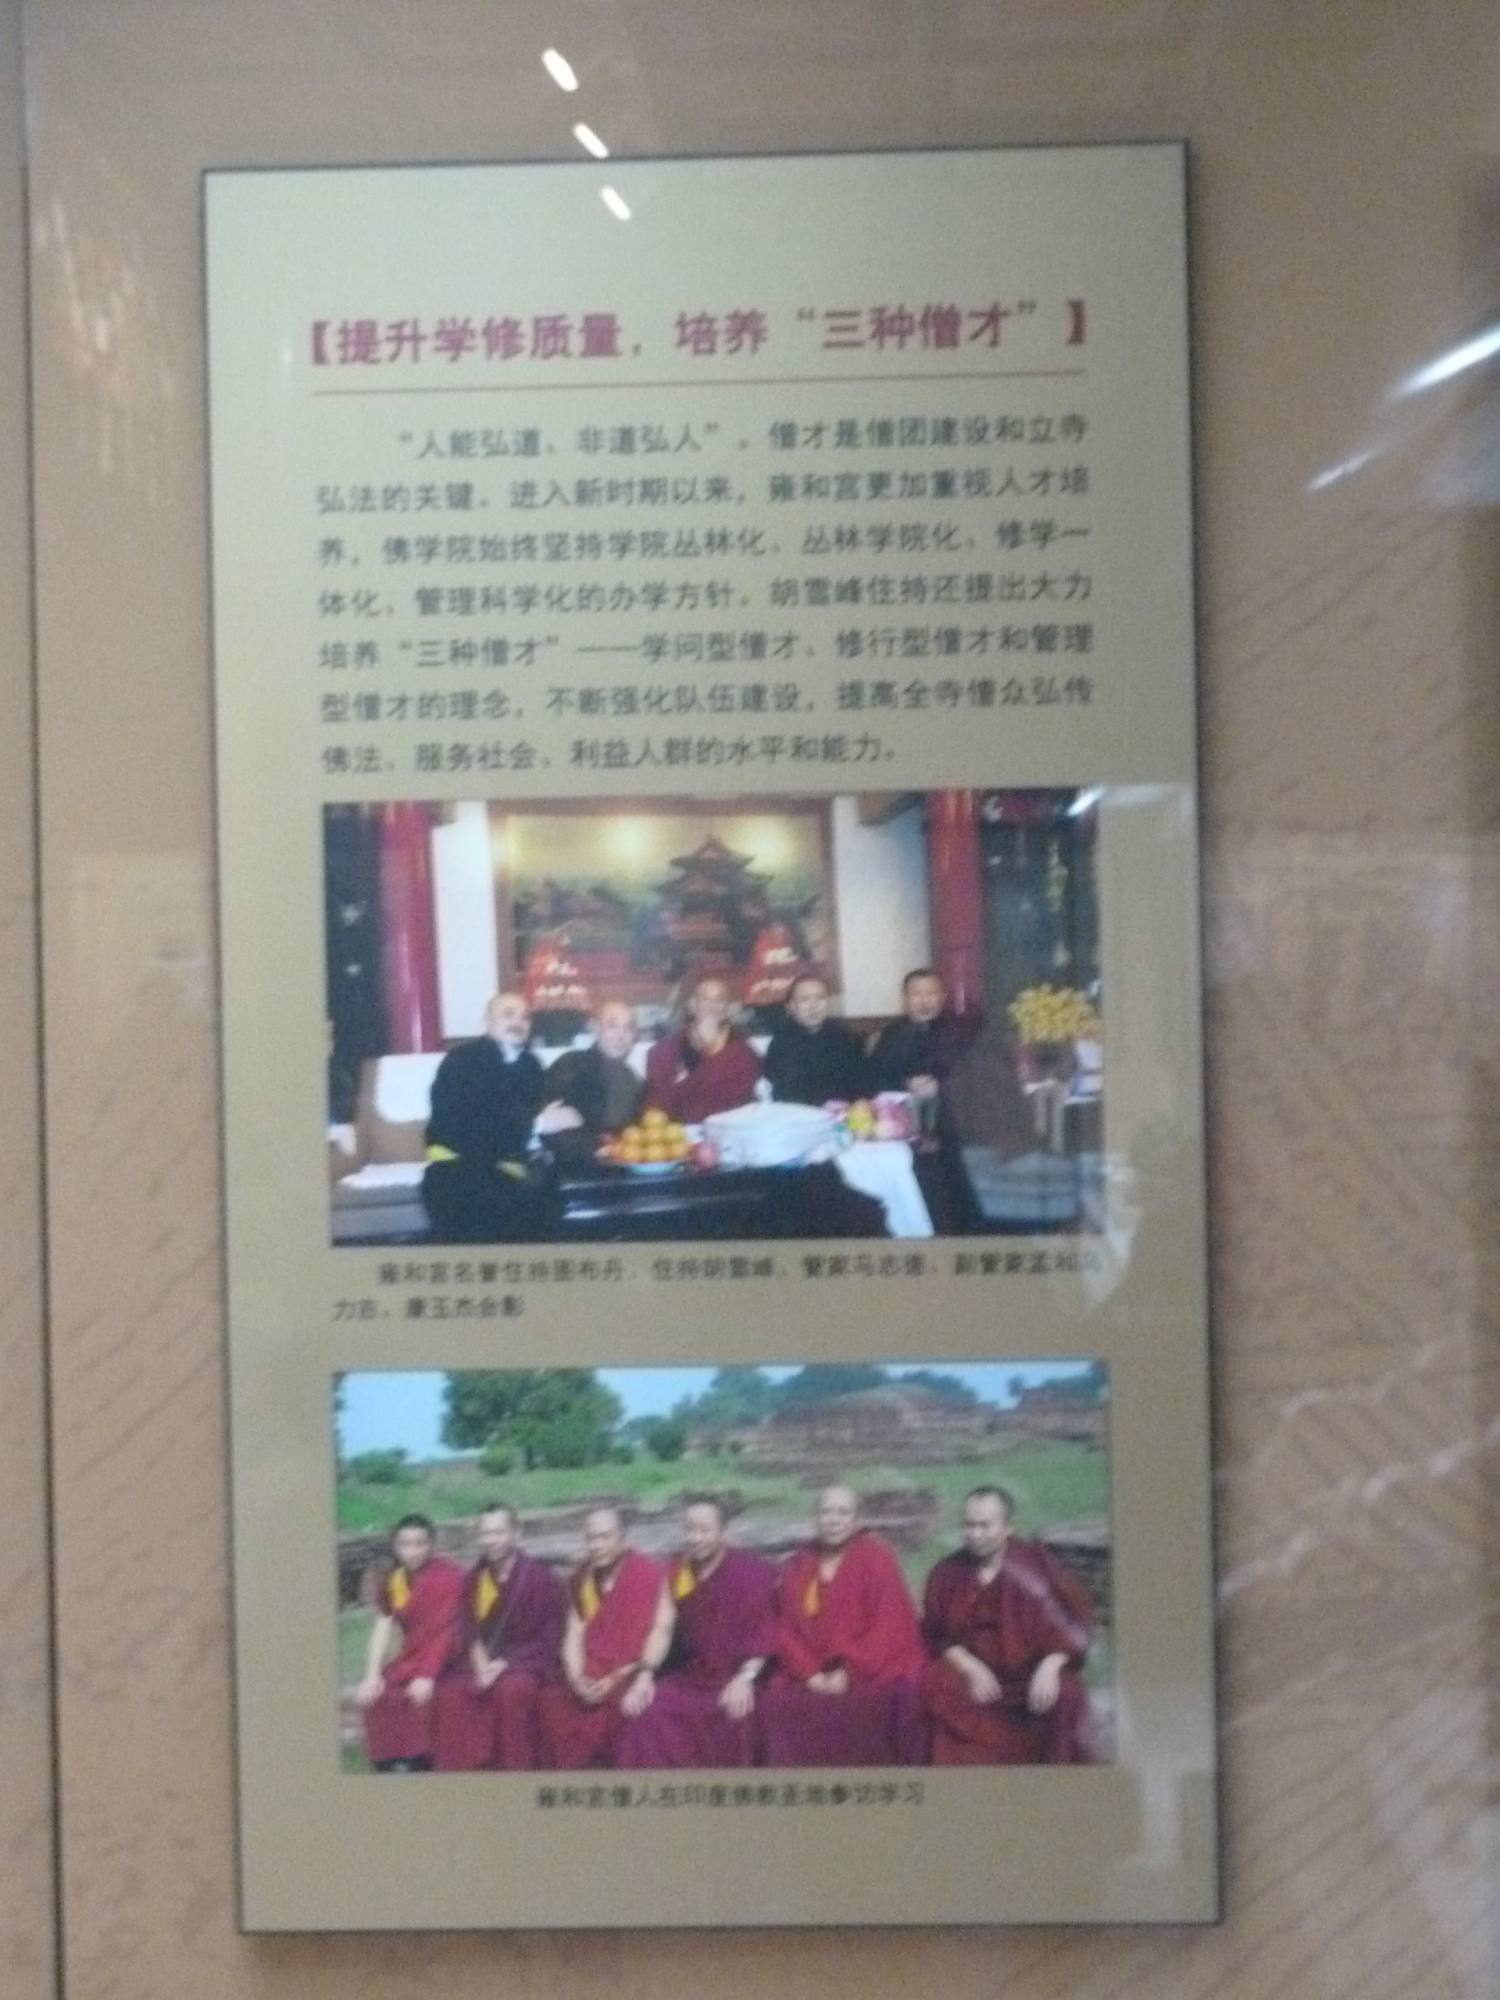 【提升学修质量，培养“三种僧才”】
“人能弘道、非道弘人”。僧才是僧团建设和立寺
弘法的关键。进入新时期以来，雍和宫更加重视人才培
养，佛学院始终坚持学院丛林化、丛林学院化、修学一
体化、管理科学化的办学方针。胡雪峰住持还提出大力
培养“三种僧才”——学问型僧才、修行型僧才和管理
型僧才的理念，不断强化队伍建设，提高全寺僧众弘传
佛法、服务社会、利益人群的水平和能力。
雍和宫名誉住持图布丹、住持胡雪峰、管家马志德、副管家孟和乌
力吉、康玉杰合影
雍和宫僧人在印度佛教圣地参访学习